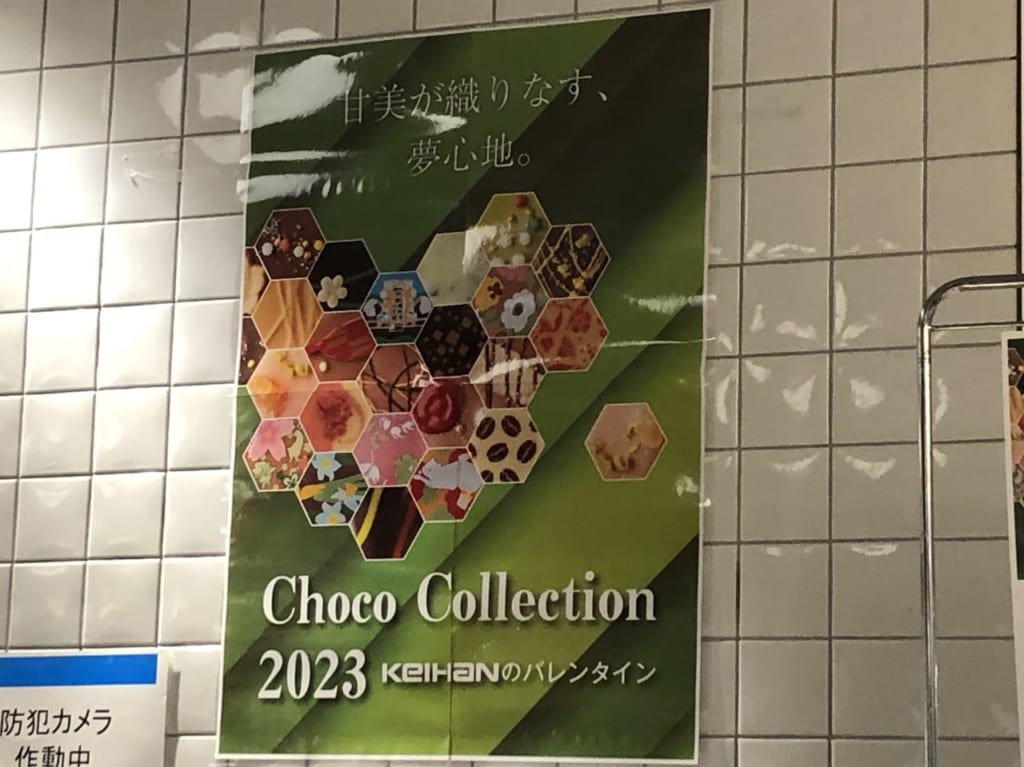 甘美が織りなす、
夢心地。
Choco Collection
2023 KEIHANのバレンタイン
防犯カメラ
作動中